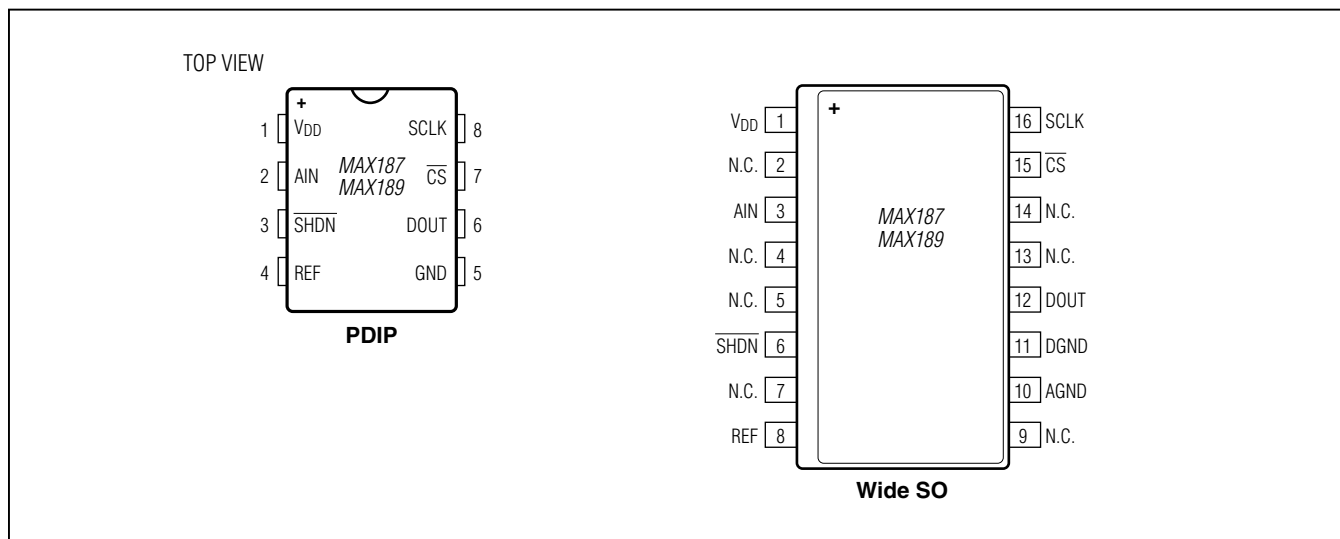 TOP VIEW
+
1 VDD SCLK 8
2 AIN MAX187 CS 7
MAX189
3 SHDN DOUT 6
4 REF GND 5
PDIP
+
VDD 1 16 SCLK
N.C. 2 15 CS
AIN 3 14 N.C.
MAX187
MAX189
N.C. 4 13 N.C.
N.C. 5 12 DOUT
SHDN 6 11 DGND
N.C. 7 10 AGND
REF 8 9 N.C.
Wide SO